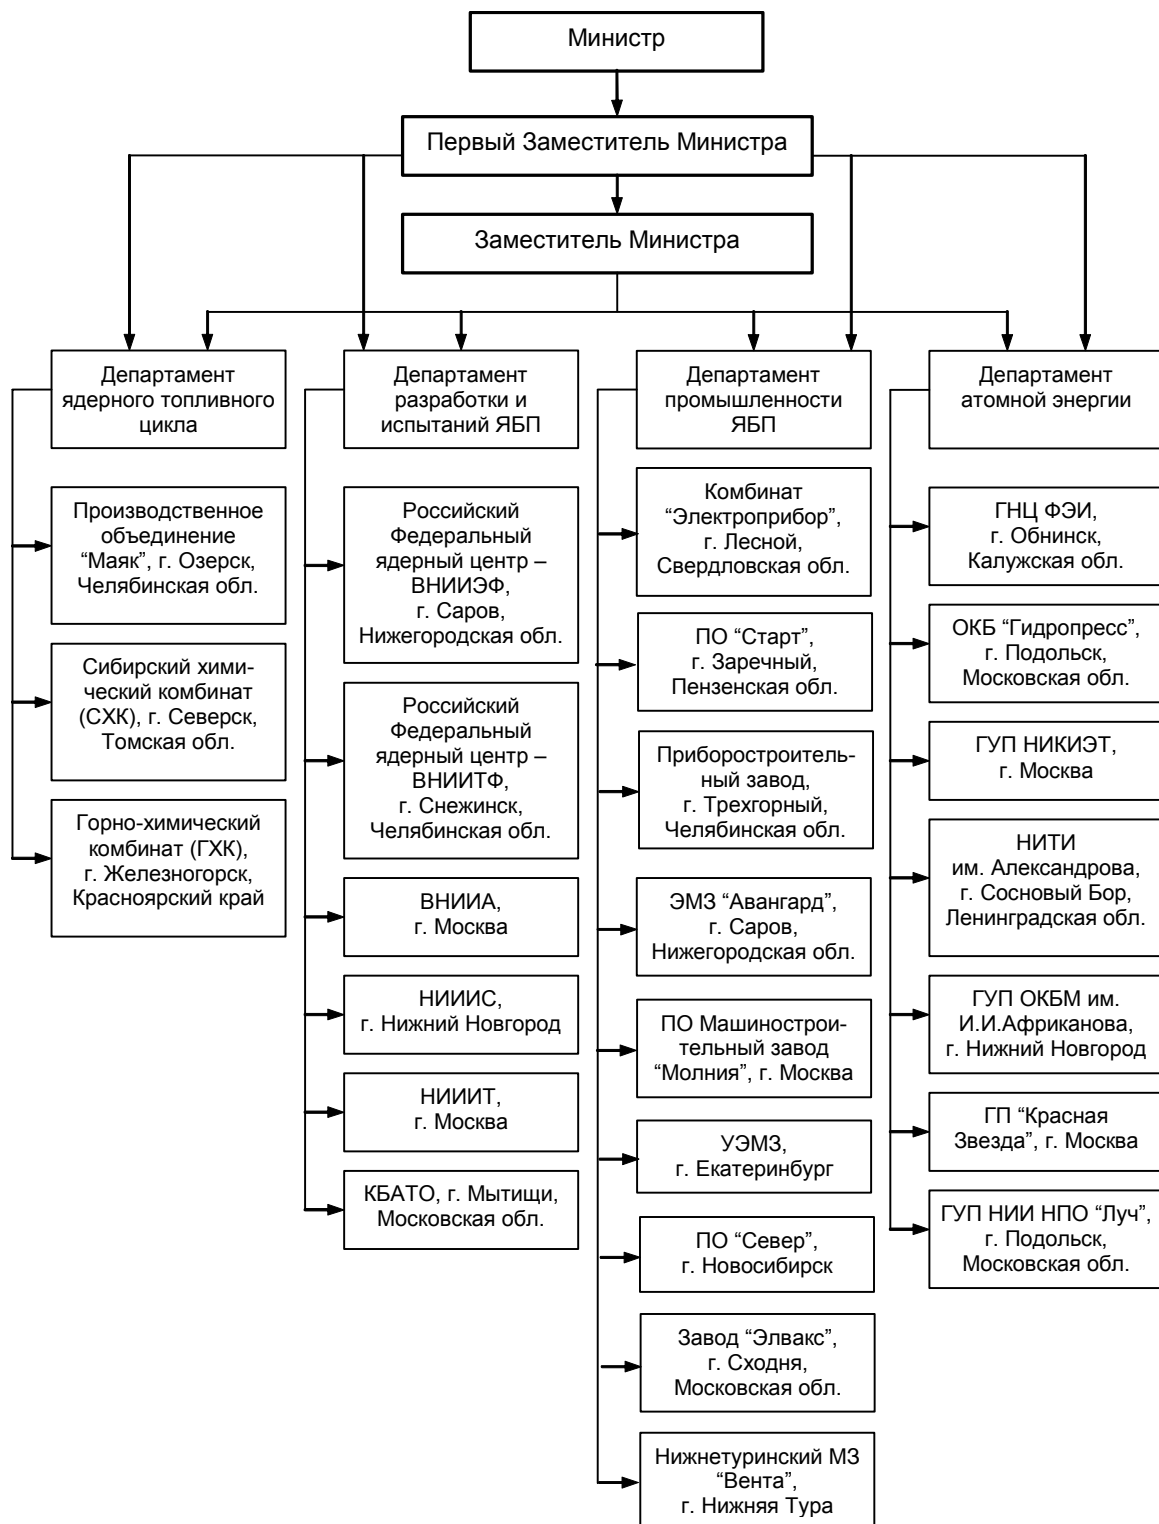 Министр
Первый Заместитель Министра
Заместитель Министра
Департамент
ядерного топливного
цикла
Департамент
разработки и
испытаний ЯБП
Департамент
промышленности
ЯБП
Департамент
атомной энергии
Производственное
объединение
“Маяк”, г. Озерск,
Челябинская обл.
Сибирский хими-
ческий комбинат
(СХК), г. Северск,
Томская обл.
Горно-химический
комбинат (ГХК),
г. Железногорск,
Красноярский край
Российский
Федеральный
ядерный центр –
ВНИИЭФ,
г. Саров,
Нижегородская обл.
Российский
Федеральный
ядерный центр –
ВНИИТФ,
г. Снежинск,
Челябинская обл.
ВНИИА,
г. Москва
НИИИС,
г. Нижний Новгород
НИИИТ,
г. Москва
КБАТО, г. Мытищи,
Московская обл.
Комбинат
“Электроприбор”,
г. Лесной,
Свердловская обл.
ПО “Старт”,
г. Заречный,
Пензенская обл.
Приборостроитель-
ный завод,
г. Трехгорный,
Челябинская обл.
ЭМЗ “Авангард”,
г. Саров,
Нижегородская обл.
ПО Машинострои-
тельный завод
“Молния”, г. Москва
УЭМЗ,
г. Екатеринбург
ПО “Север”,
г. Новосибирск
Завод “Элвакс”,
г. Сходня,
Московская обл.
Нижнетуринский МЗ
“Вента”,
г. Нижняя Тура
ГНЦ ФЭИ,
г. Обнинск,
Калужская обл.
ОКБ “Гидропресс”,
г. Подольск,
Московская обл.
ГУП НИКИЭТ,
г. Москва
НИТИ
им. Александрова,
г. Сосновый Бор,
Ленинградская обл.
ГУП ОКБМ им.
И.И.Африканова,
г. Нижний Новгород
ГП “Красная
Звезда”, г. Москва
ГУП НИИ НПО “Луч”,
г. Подольск,
Московская обл.